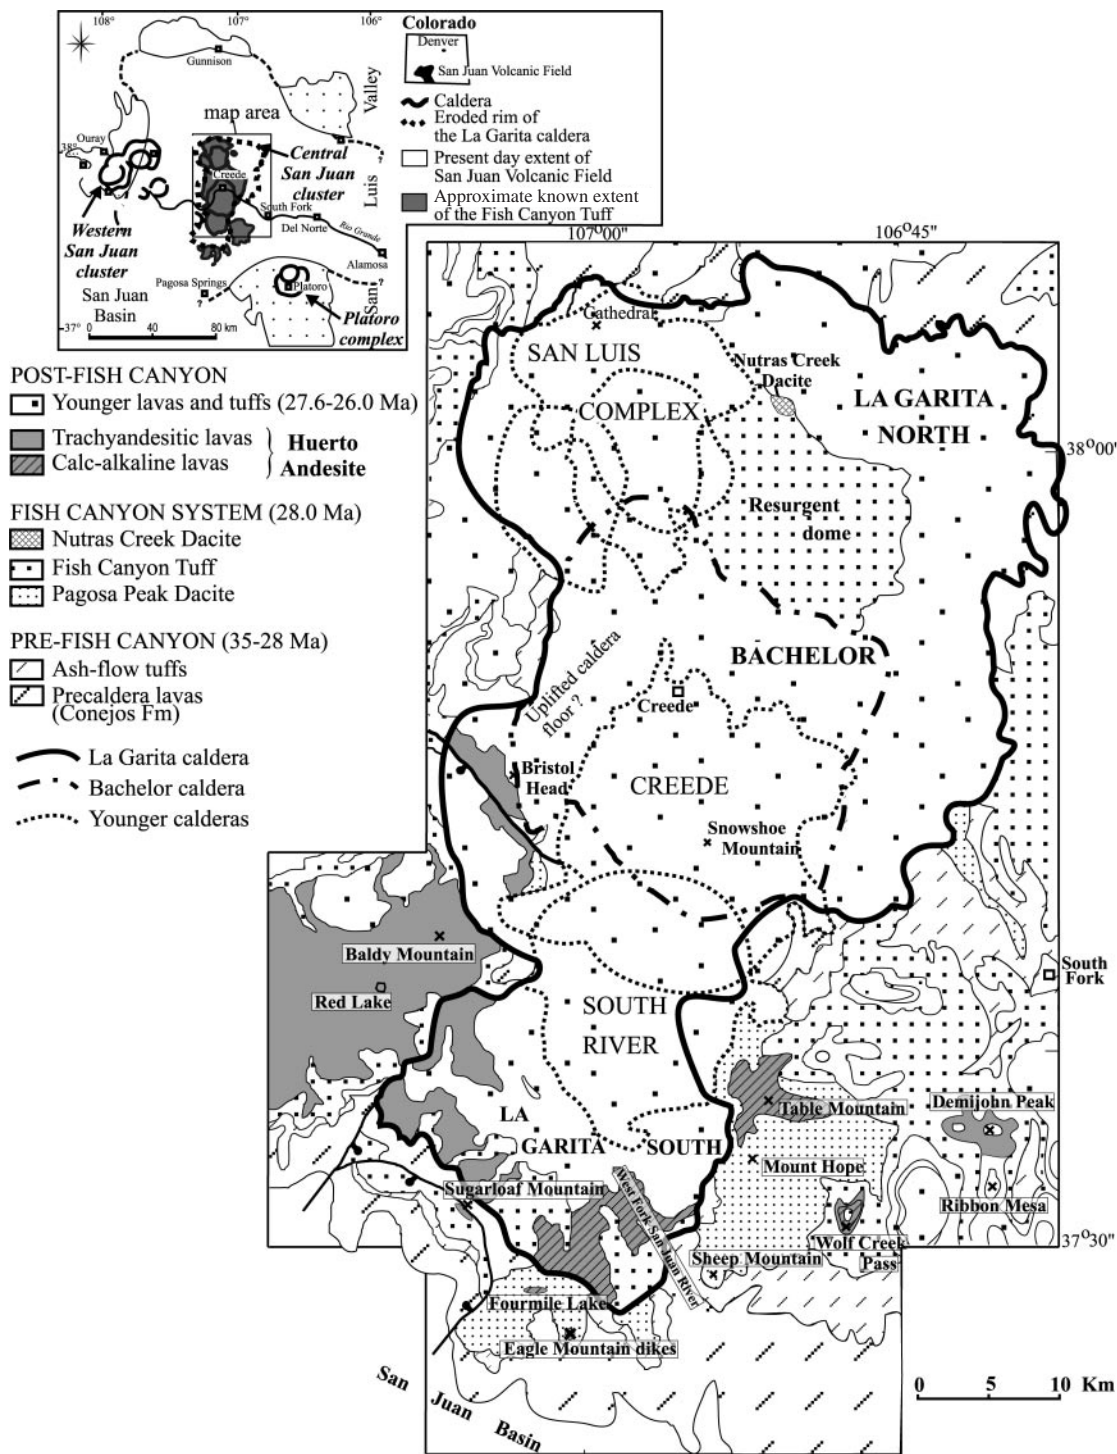 108°
107°
106°
Gunnison
Valley
map area
Ouray
38°
Central
San Juan
cluster
Creede
Luis
South Fork
Del Norte
Rio Grande
Western
San Juan
cluster
Alamosa
San Juan
Basin
Pagosa Springs
?
?
?
San
Platoro
Platoro
complex
37°
0 40 80 km
Colorado
Denver
San Juan Volcanic Field
Caldera
Eroded rim of
the La Garita caldera
Present day extent of
San Juan Volcanic Field
Approximate known extent
of the Fish Canyon Tuff
POST-FISH CANYON
Younger lavas and tuffs (27.6-26.0 Ma)
Trachyandesitic lavas
Calc-alkaline lavas
Huerto
Andesite
FISH CANYON SYSTEM (28.0 Ma)
Nutras Creek Dacite
Fish Canyon Tuff
Pagosa Peak Dacite
PRE-FISH CANYON (35-28 Ma)
Ash-flow tuffs
Precaldera lavas
(Conejos Fm)
La Garita caldera
Bachelor caldera
Younger calderas
107°00'
106°45'
Cathedral
SAN LUIS
COMPLEX
Nutras Creek
Dacite
LA GARITA
NORTH
38°00'
Resurgent
dome
Uplifted caldera
floor ?
BACHELOR
Creede
Bristol
Head
CREEDE
Snowshoe
Mountain
Baldy Mountain
Red Lake
South
Fork
SOUTH
RIVER
LA
GARITA
SOUTH
Table Mountain
Demijohn Peak
Mount Hope
Sugarloaf Mountain
West Fork San Juan River
Ribbon Mesa
Wolf Creek
Pass
37°30'
Sheep Mountain
Fourmile Lake
Eagle Mountain dikes
San Juan Basin
0 5 10 Km